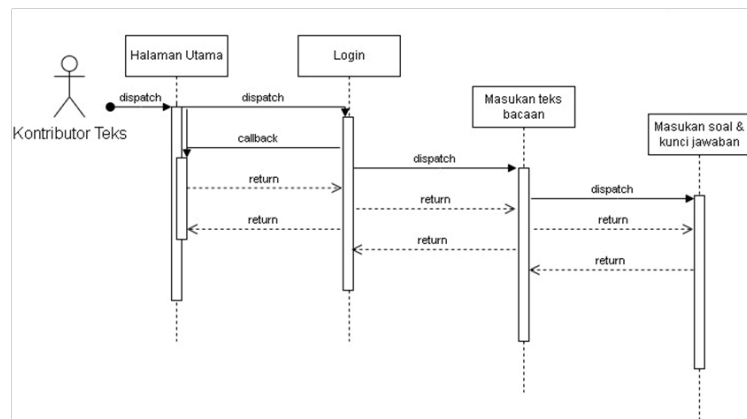 Halaman Utama
Login
Kontributor Teks
dispatch
dispatch
Masukan teks
bacaan
Masukan soal &
kunci jawaban
callback
dispatch
return
dispatch
return
return
return
return
return
return